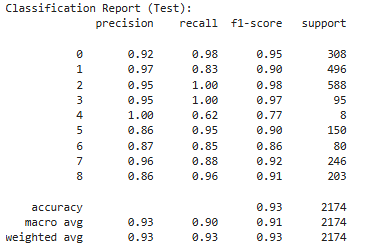 Classification Report (Test):
precision recall f1-score support
0 0.92 0.98 0.95 308
1 0.97 0.83 0.90 496
2 0.95 1.00 0.98 588
3 0.95 1.00 0.97 95
4 1.00 0.62 0.77 8
5 0.86 0.95 0.90 150
6 0.87 0.85 0.86 80
7 0.96 0.88 0.92 246
8 0.86 0.96 0.91 203
accuracy 0.93 2174
macro avg 0.93 0.90 0.91 2174
weighted avg 0.93 0.93 0.93 2174